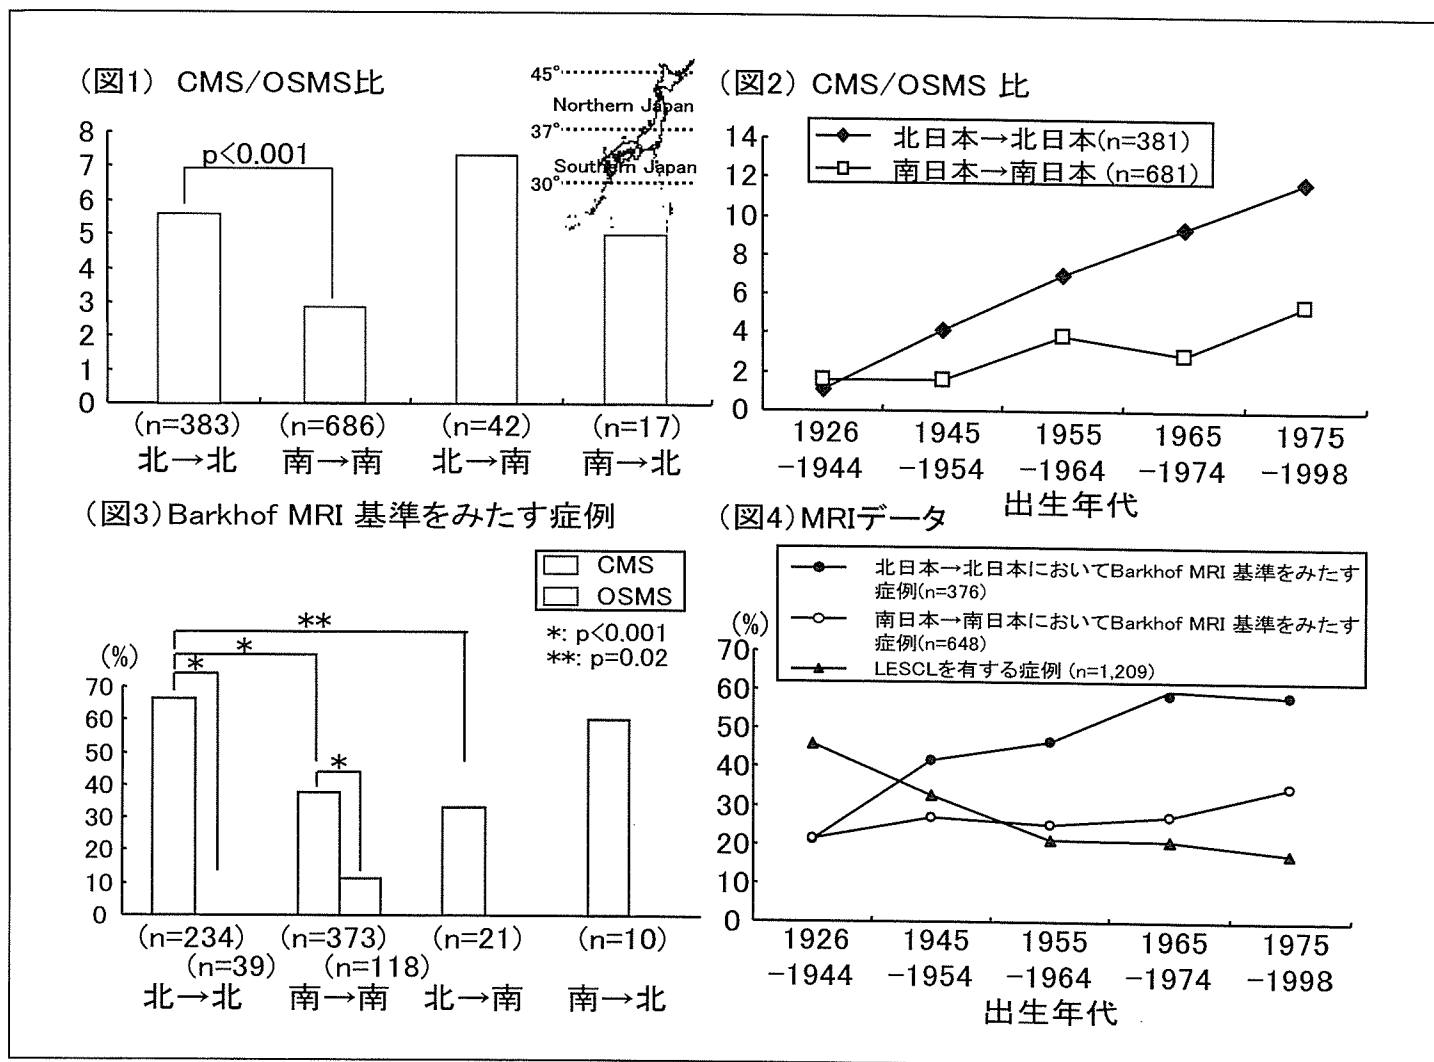 (図1) CMS/OSMS比
45°
Northern Japan
37°
Southern Japan
30°
8
7
6
5
4
3
2
1
0
p<0.001
(n=383)
(n=686)
(n=42)
(n=17)
北→北
南→南
北→南
南→北
(図2) CMS/OSMS 比
北日本→北日本(n=381)
南日本→南日本 (n=681)
14
12
10
8
6
4
2
0
1926
-1944
1945
-1954
1955
-1964
1965
-1974
1975
-1998
出生年代
(図3)Barkhof MRI 基準をみたす症例
CMS
OSMS
*: p<0.001
**: p=0.02
(%)
70
60
50
40
30
20
10
0
**
*
*
*
(n=234)
(n=39)
(n=373)
(n=118)
(n=21)
(n=10)
北→北
南→南
北→南
南→北
(図4)MRIデータ
北日本→北日本においてBarkhof MRI 基準をみたす
症例(n=376)
南日本→南日本においてBarkhof MRI 基準をみたす
症例(n=648)
LESCLを有する症例 (n=1,209)
(%)
70
60
50
40
30
20
10
0
1926
-1944
1945
-1954
1955
-1964
1965
-1974
1975
-1998
出生年代